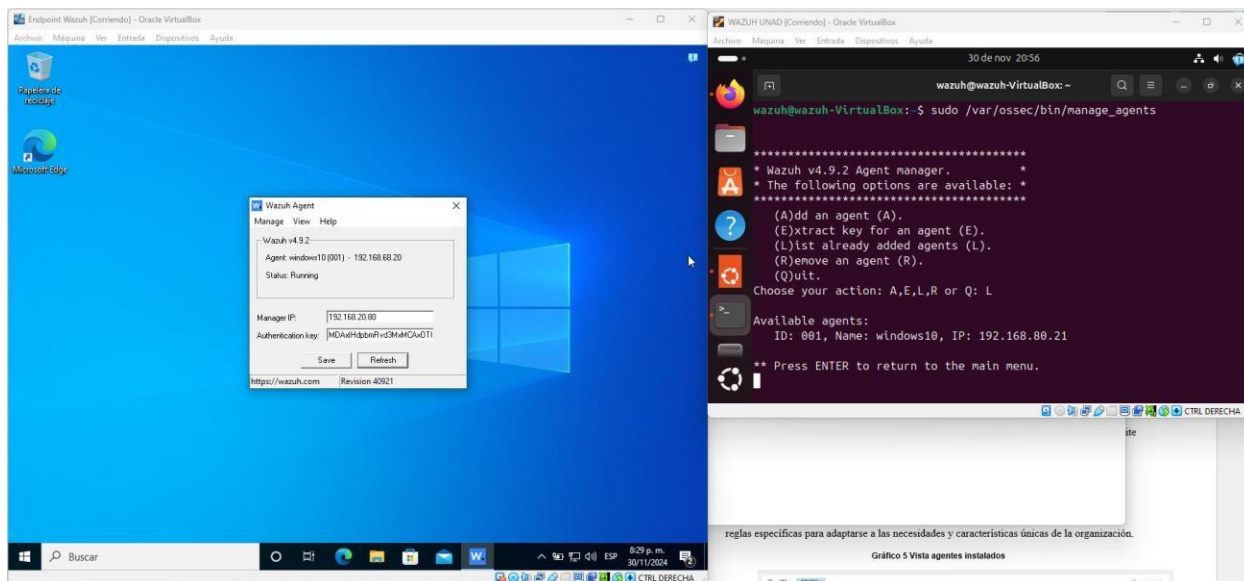 Endpoint Wazuh [Corriendo] - Oracle VirtualBox
Archivo Máquina Ver Entrada Dispositivos Ayuda
Papelera de
reciclaje
Microsoft Edge
Wazuh Agent
Manage View Help
Wazuh v4.9.2
Agent: windows10 (001) - 192.168.68.20
Status: Running
Manager IP: 192.168.20.80
Authentication key:
Save Refresh
https://wazuh.com Revision 40921
Buscar
ESP
8:29 p. m.
30/11/2024
2
CTRL DERECHA
WAZUH UNAD [Corriendo] - Oracle VirtualBox
Archivo Máquina Ver Entrada Dispositivos Ayuda
30 de nov 20:56
wazuh@wazuh-VirtualBox: ~
wazuh@wazuh-VirtualBox:~$ sudo /var/ossec/bin/manage_agents
****************************************
* Wazuh v4.9.2 Agent manager. *
* The following options are available: *
****************************************
(A)dd an agent (A).
(E)xtract key for an agent (E).
(L)ist already added agents (L).
(R)emove an agent (R).
(Q)uit.
Choose your action: A,E,L,R or Q: L
Available agents:
ID: 001, Name: windows10, IP: 192.168.80.21
** Press ENTER to return to the main menu.
CTRL DERECHA
reglas específicas para adaptarse a las necesidades y características únicas de la organización.
Gráfico 5 Vista agentes instalados